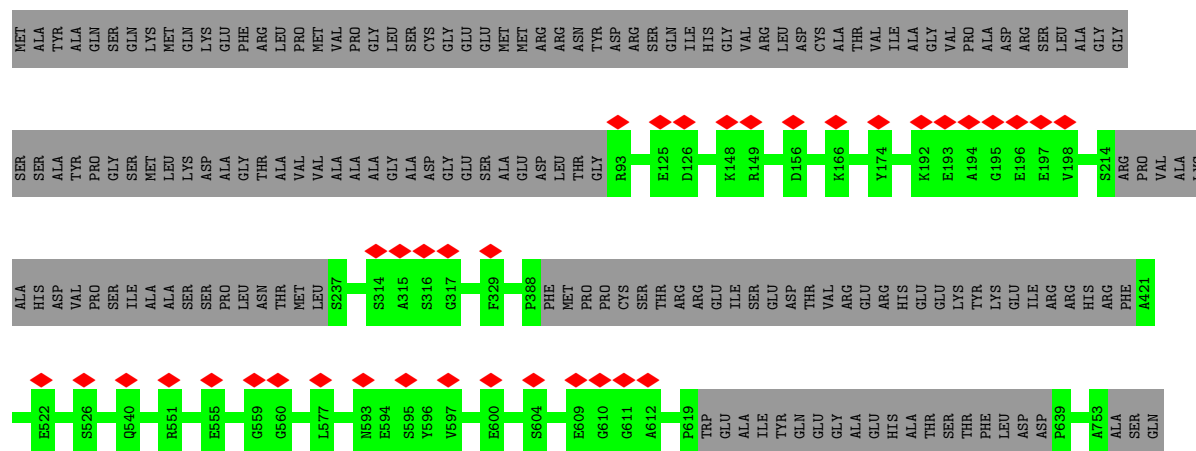 MET ALA TYR ALA GLN SER GLN LYS MET GLN LYS GLU PHE ARG LEU PRO MET VAL PRO GLY LEU SER CYS GLY GLU GLU MET MET ARG ARG ASN TYR ASP ARG SER GLN ILE HIS GLY VAL ARG LEU ASP CYS ALA THR VAL ILE ALA GLY VAL PRO ALA ASP ARG SER LEU ALA GLY GLY
SER SER ALA TYR PRO GLY SER MET LEU LYS ASP ALA GLY THR ALA VAL VAL ALA ALA ALA GLY ALA ASP GLY GLU SER ALA GLU ASP LEU THR GLY R93 E125 D126 K148 R149 D156 K166 Y174 K192 E193 A194 G195 E196 E197 V198 S214 ARG PRO VAL ALA
ALA HIS ASP VAL PRO SER ILE ALA ALA SER SER PRO LEU ASN THR MET LEU S237 S314 A315 S316 G317 F329 P388 PHE MET PRO PRO CYS SER THR ARG ARG GLU ILE SER GLU ASP THR VAL ARG GLU ARG HIS GLU GLU LYS TYR LYS GLU ILE ARG ARG HIS ARG PHE A421
E522 S526 Q540 R551 E555 G559 G560 L577 N593 E594 S595 Y596 V597 E600 S604 E609 G610 G611 A612 P619 TRP GLU ALA ILE TYR GLN GLU GLY ALA GLU HIS ALA THR SER THR PHE LEU ASP ASP P639 A753 ALA SER GLN